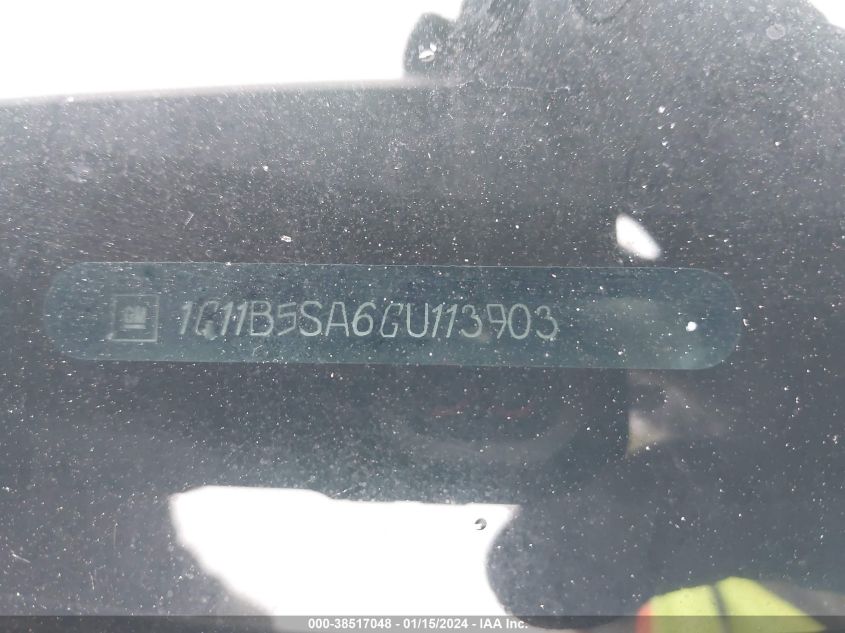 1G11B5SA6GU113903
000-38517048 - 01/15/2024 - IAA Inc.